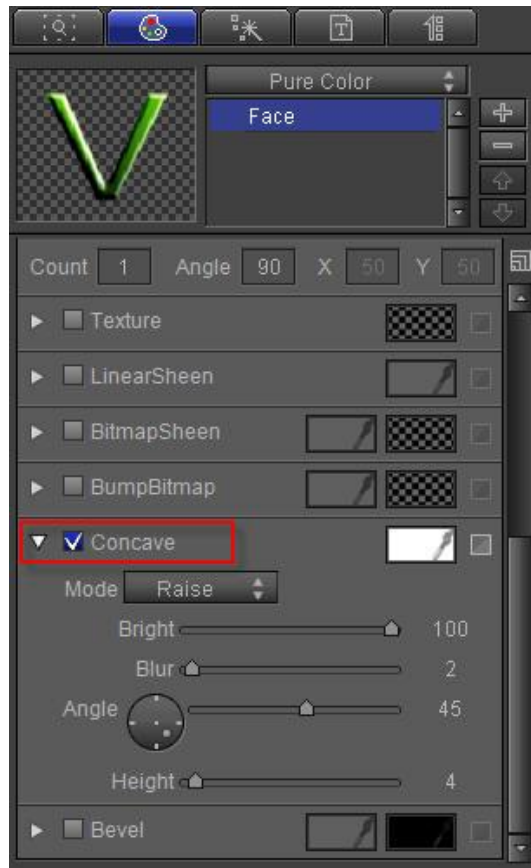 Pure Color
Face
Count 1 Angle 90 X 50 Y 50
Texture
LinearSheen
BitmapSheen
BumpBitmap
Concave
Mode Raise
Bright 100
Blur 2
Angle 45
Height 4
Bevel